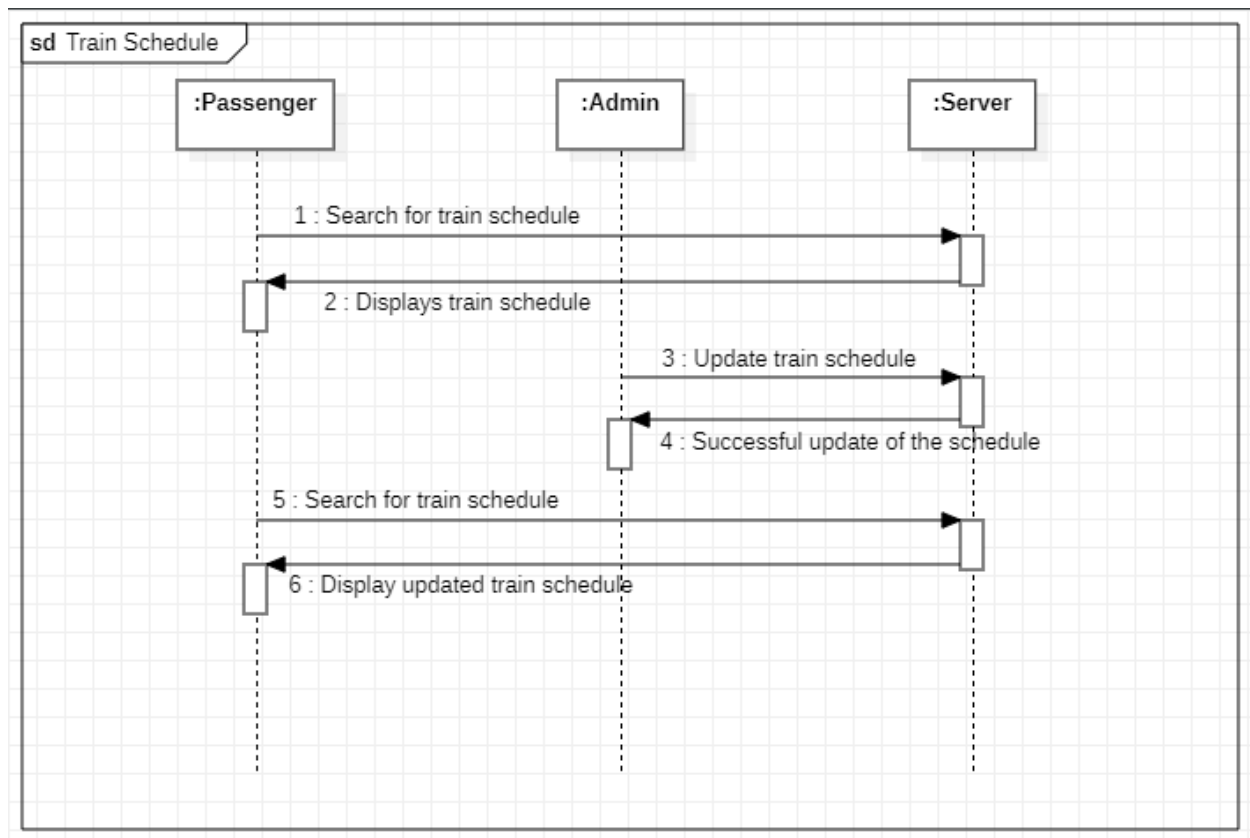 sd Train Schedule
:Passenger
:Admin
:Server
1 : Search for train schedule
2 : Displays train schedule
3 : Update train schedule
4 : Successful update of the schedule
5 : Search for train schedule
6 : Display updated train schedule